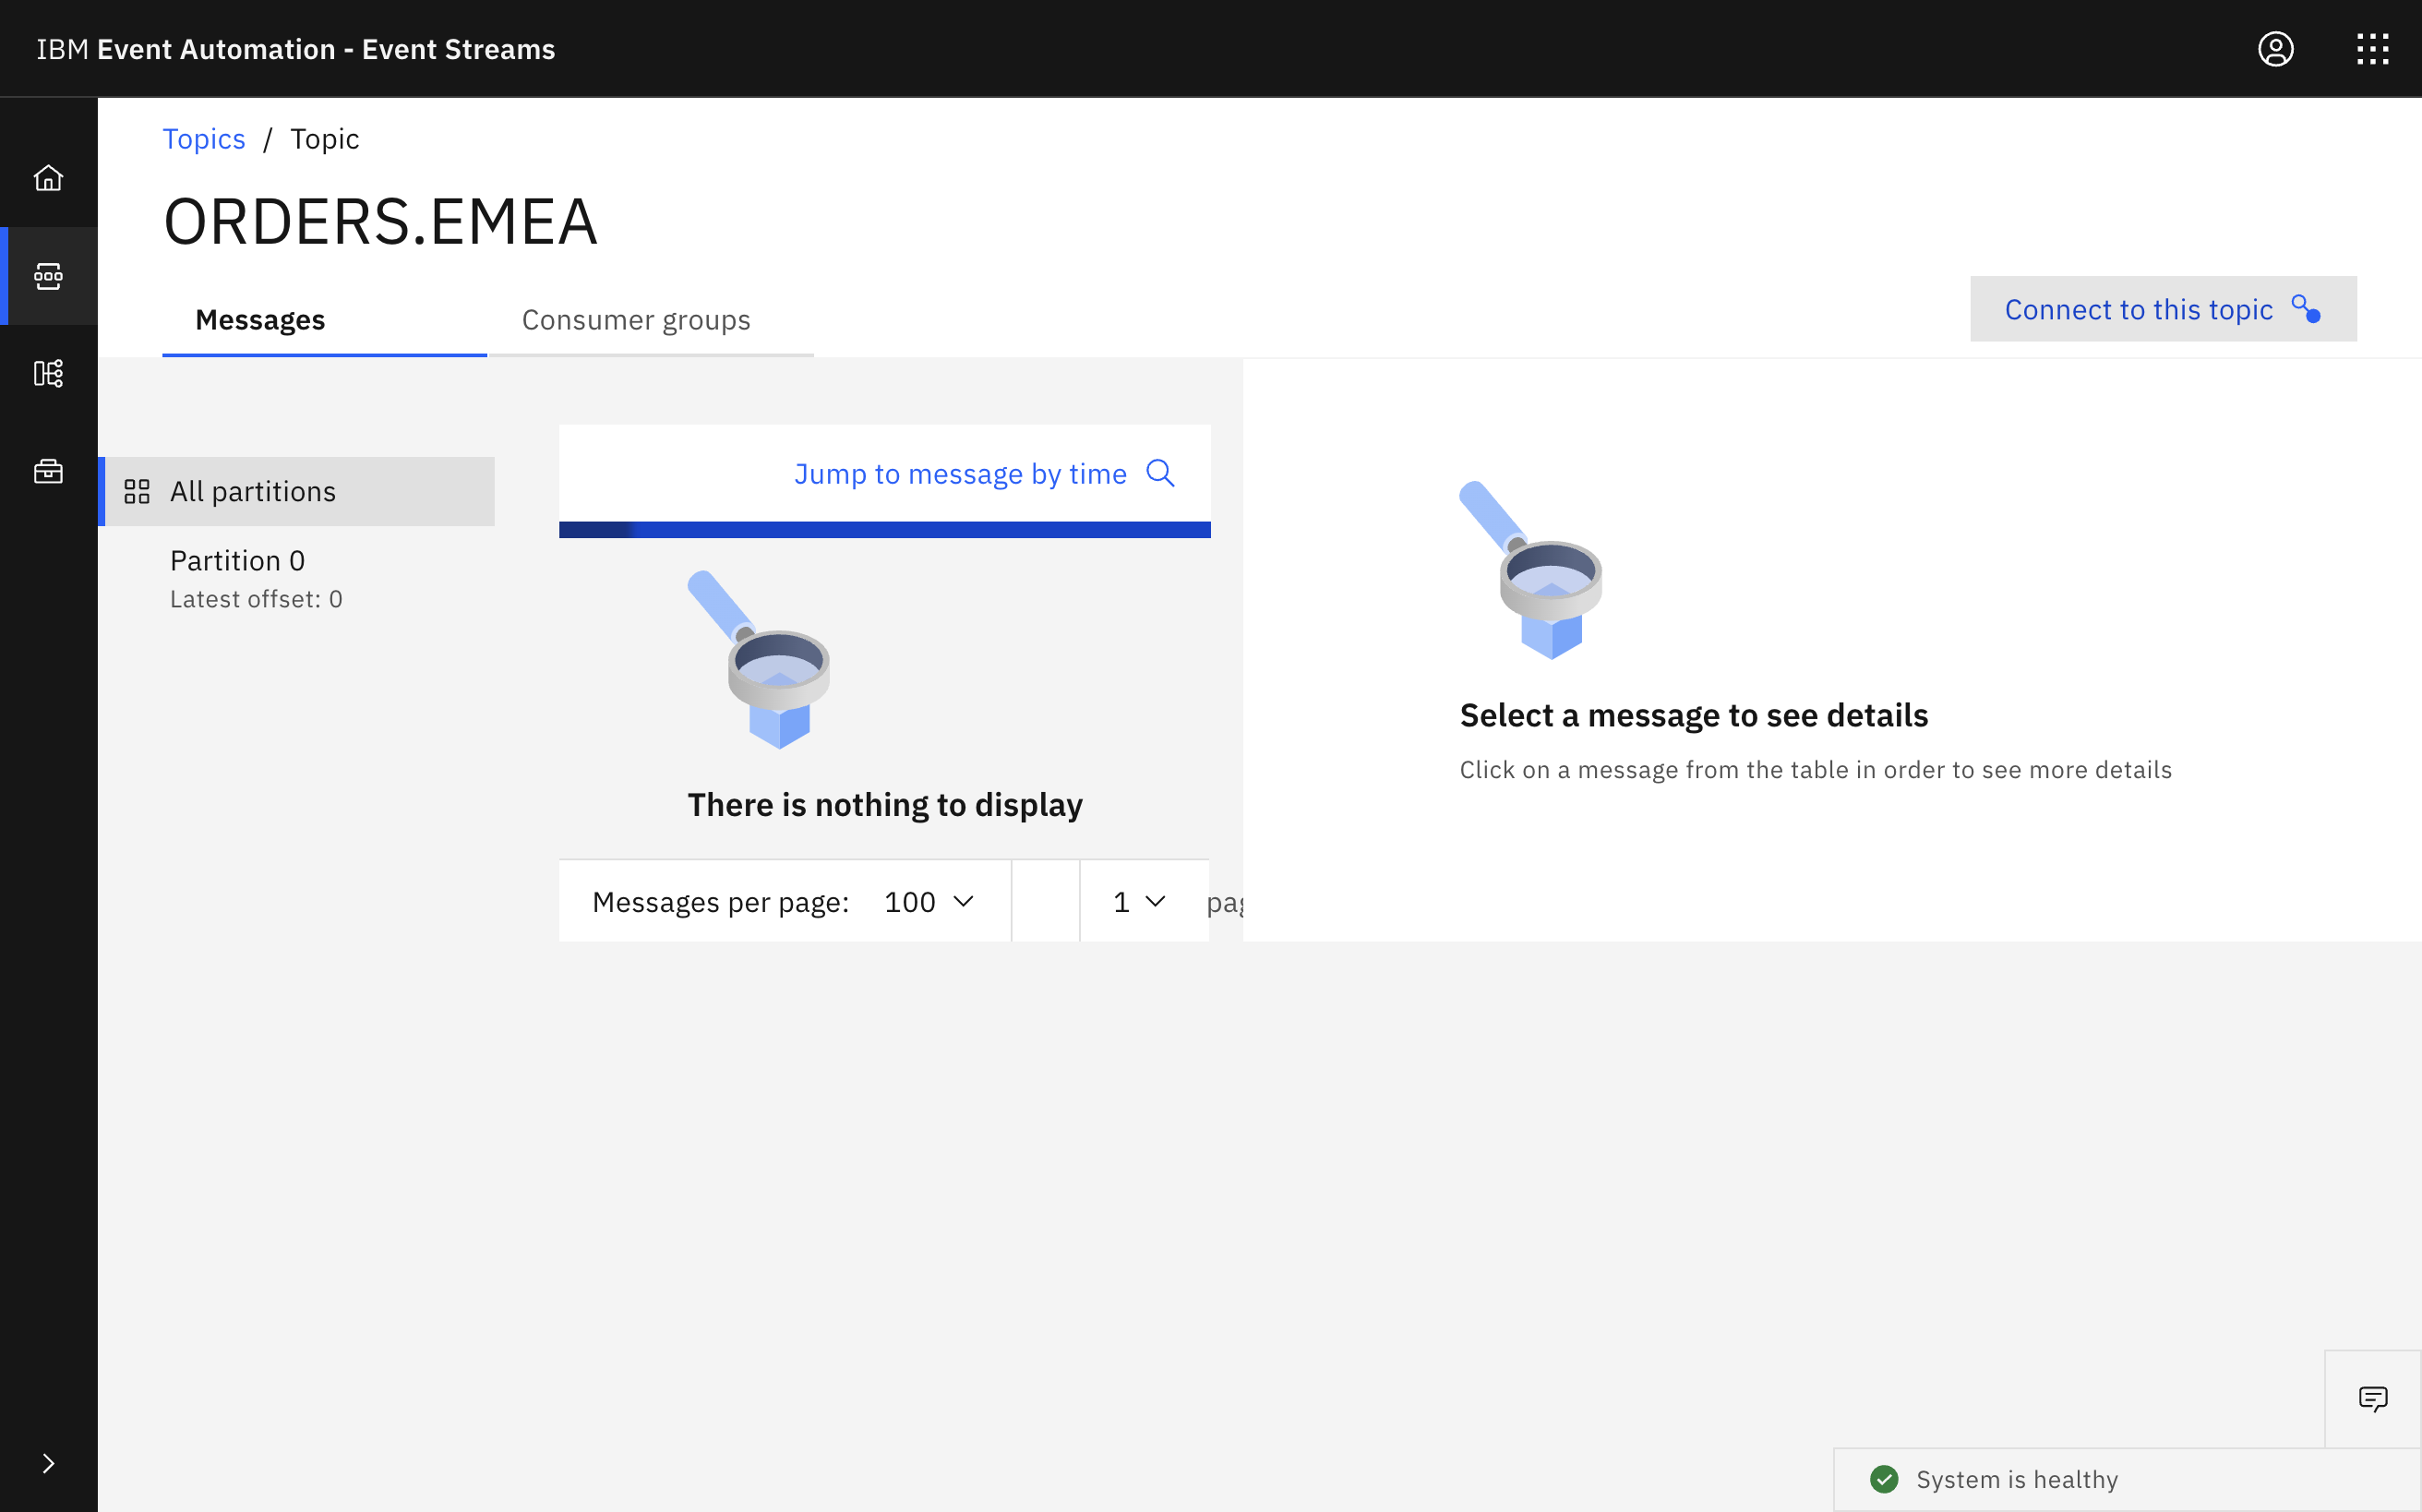 IBM Event Automation - Event Streams
Topics / Topic
ORDERS.EMEA
Messages
Consumer groups
Connect to this topic
All partitions
Partition 0
Latest offset: 0
Jump to message by time
There is nothing to display
Messages per page: 100
1
Select a message to see details
Click on a message from the table in order to see more details
System is healthy